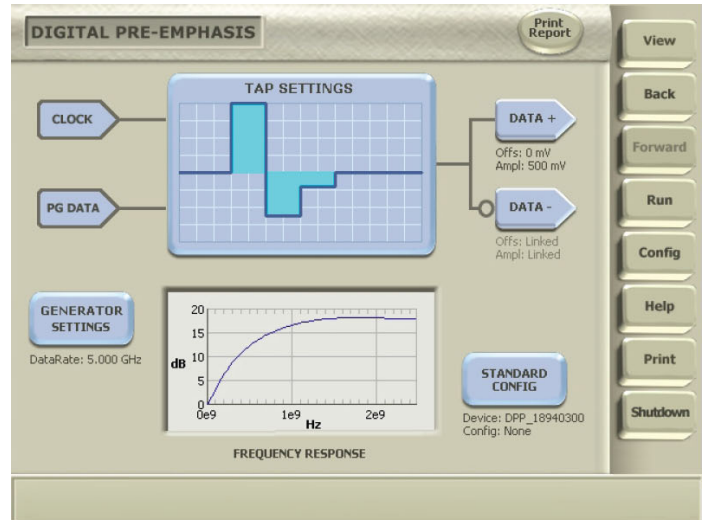 DIGITAL PRE-EMPHASIS
Print
Report
View
Back
Forward
Run
Config
Help
Print
Shutdown
TAP SETTINGS
CLOCK
PG DATA
DATA +
Offs: 0 mV
Ampl: 500 mV
DATA -
Offs: Linked
Ampl: Linked
GENERATOR
SETTINGS
DataRate: 5.000 GHz
20
15
dB 10
5
0
0e9 1e9 2e9
Hz
FREQUENCY RESPONSE
STANDARD
CONFIG
Device: DPP_18940300
Config: None